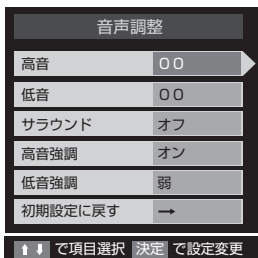 音声調整
高音 00
低音 00
サラウンド オフ
高音強調 オン
低音強調 弱
初期設定に戻す →
⬆⬇ で項目選択 決定 で設定変更